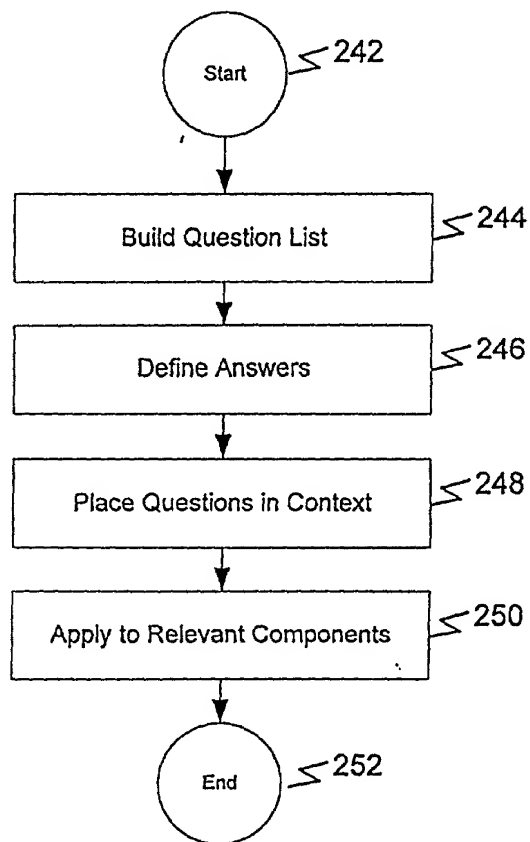 Start
242
Build Question List
244
Define Answers
246
Place Questions in Context
248
Apply to Relevant Components
250
End
252